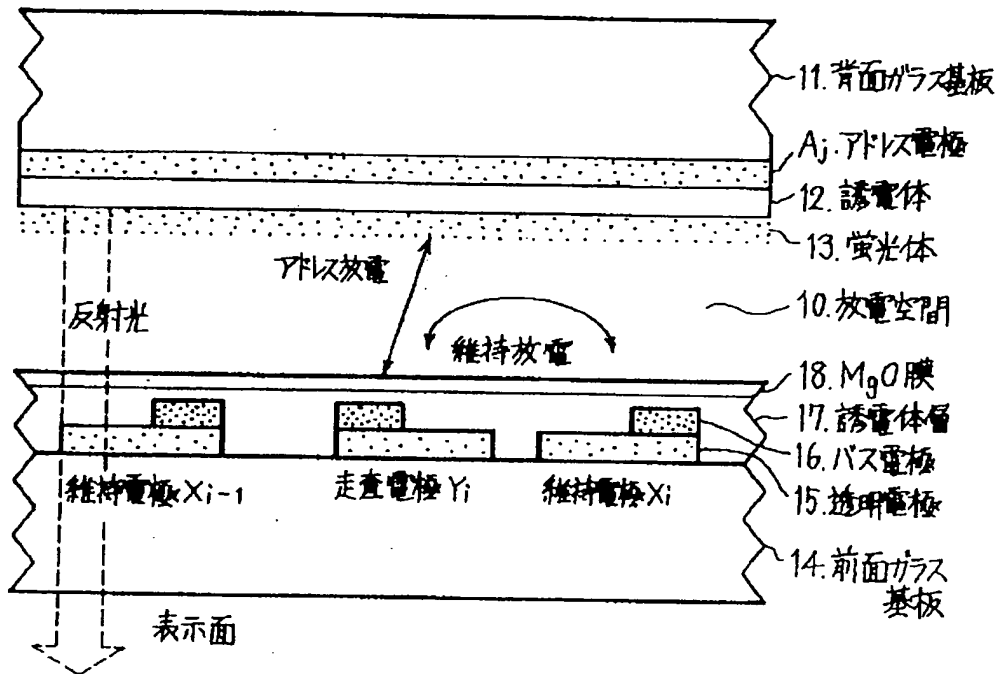 11.背面ガラス基板
Aj.アドレス電極
12.誘電体
13.蛍光体
アドレス放電
反射光
10.放電空間
維持放電
18.MgO膜
17.誘電体層
16.バス電極
維持電極Xi-1
走査電極Yi
維持電極Xi
15.透明電極
14.前面ガラス
基板
表示面